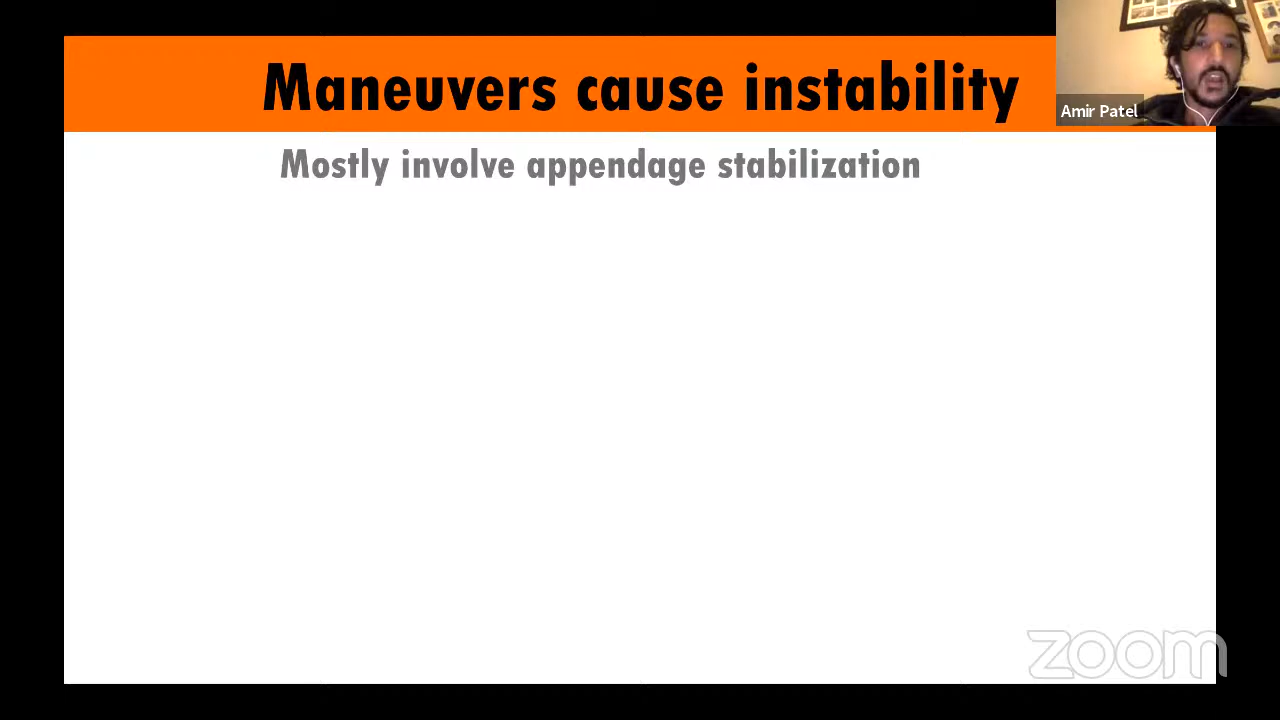 Maneuvers cause instability
Amir Patel
Mostly involve appendage stabilization
zoom